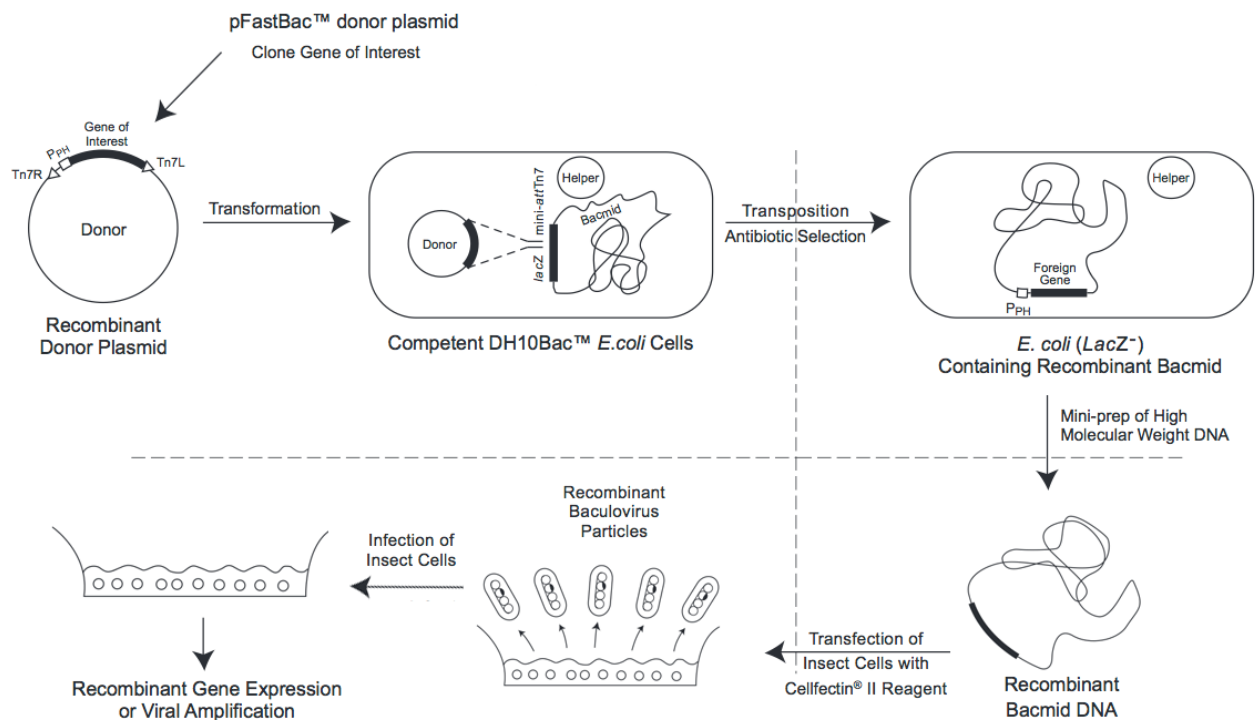 pFastBac™ donor plasmid
Clone Gene of Interest
Gene of
Interest
PPH
Tn7R
Tn7L
Donor
Recombinant
Donor Plasmid
Transformation
Helper
mini-attTn7
lacZ
Bacmid
Donor
Competent DH10Bac™ E.coli Cells
Transposition
Antibiotic Selection
Helper
Foreign
Gene
PPH
E. coli (LacZ⁻)
Containing Recombinant Bacmid
Mini-prep of High
Molecular Weight DNA
Recombinant
Bacmid DNA
Transfection of
Insect Cells with
Cellfectin® II Reagent
Recombinant
Baculovirus
Particles
Infection of
Insect Cells
Recombinant Gene Expression
or Viral Amplification